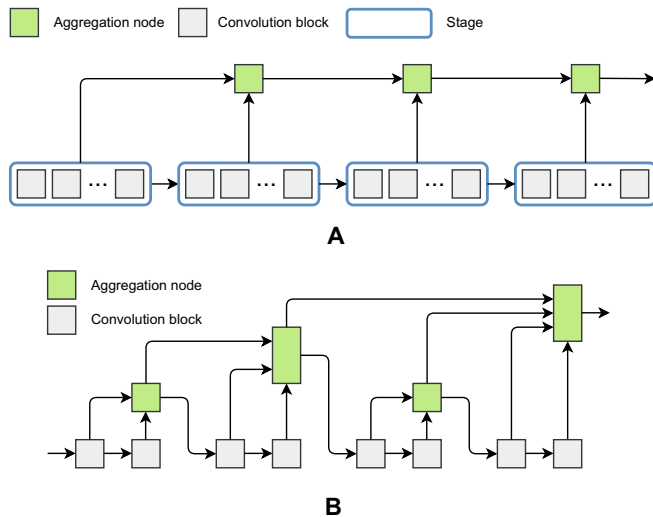 Aggregation node Convolution block Stage
... ... ... ...
A
Aggregation node
Convolution block
B